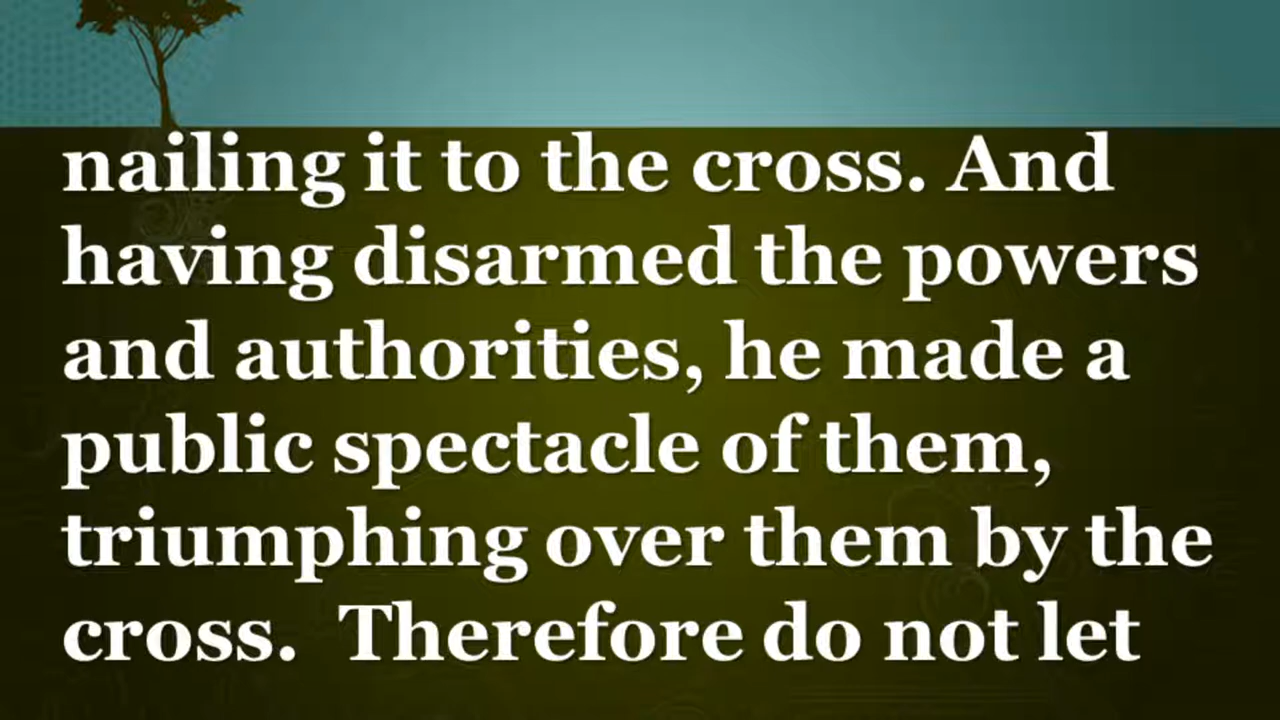 nailing it to the cross. And
having disarmed the powers
and authorities, he made a
public spectacle of them,
triumphing over them by the
cross.  Therefore do not let